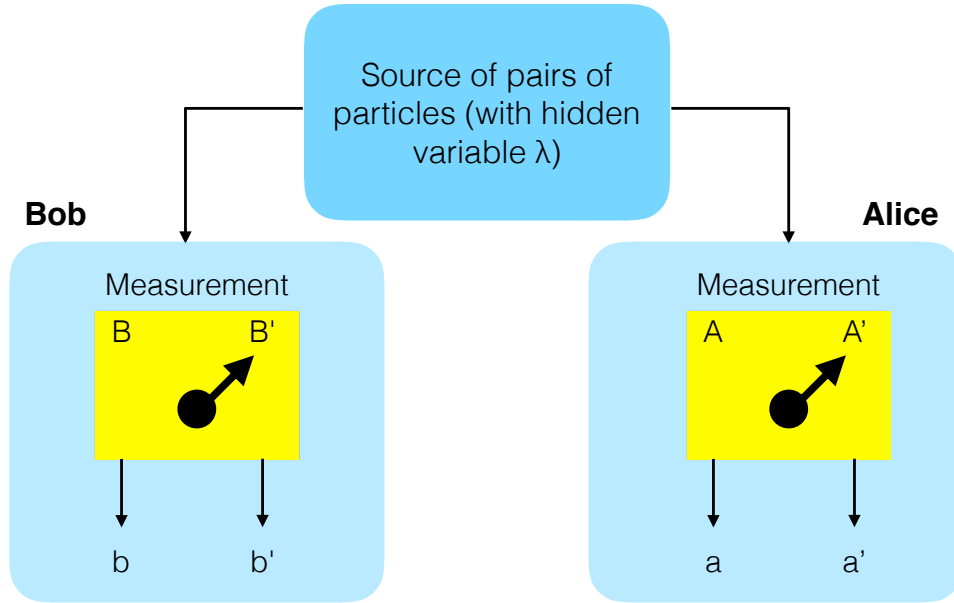 Source of pairs of
particles (with hidden
variable λ)
Bob
Alice
Measurement
Measurement
B B'
A A’
b b'
a a’